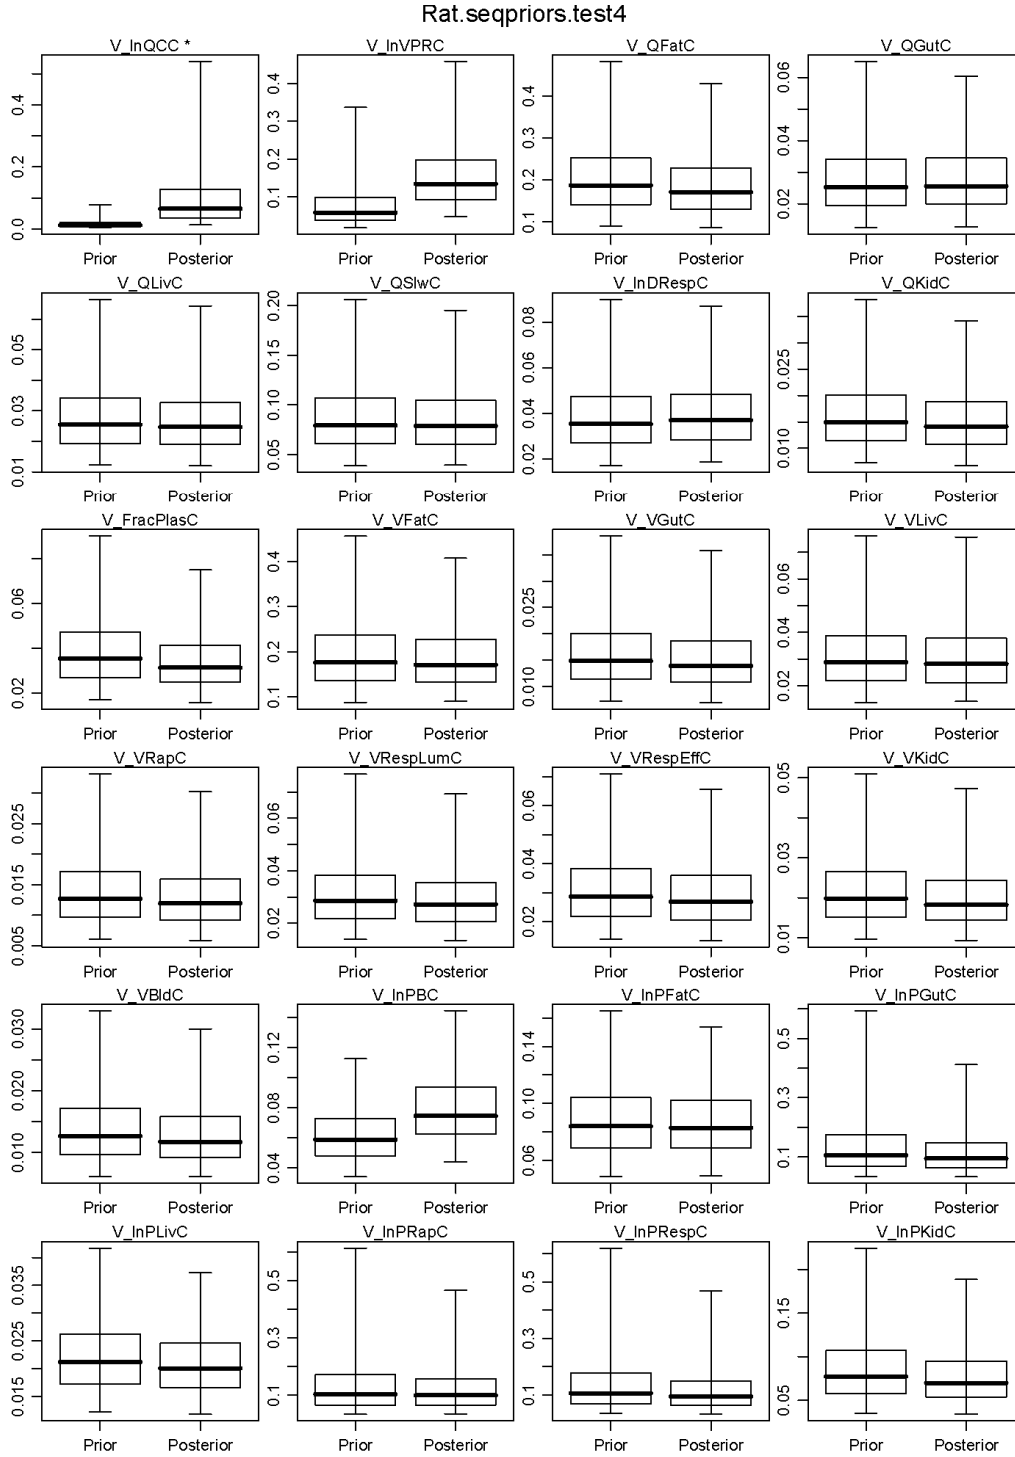 Rat.seqpriors.test4
V_lnQCC *
0.4
0.2
0.0
Prior Posterior
V_lnVPRC
0.4
0.3
0.2
0.1
Prior Posterior
V_QFatC
0.4
0.3
0.2
0.1
Prior Posterior
V_QGutC
0.06
0.04
0.02
Prior Posterior
V_QLivC
0.05
0.03
0.01
Prior Posterior
V_QSlwC
0.20
0.15
0.10
0.05
Prior Posterior
V_lnDRespC
0.08
0.06
0.04
0.02
Prior Posterior
V_QKidC
0.025
0.010
Prior Posterior
V_FracPlasC
0.06
0.02
Prior Posterior
V_VFatC
0.4
0.3
0.2
0.1
Prior Posterior
V_VGutC
0.025
0.010
Prior Posterior
V_VLivC
0.06
0.04
0.02
Prior Posterior
V_VRapC
0.025
0.015
0.005
Prior Posterior
V_VRespLumC
0.06
0.04
0.02
Prior Posterior
V_VRespEffC
0.06
0.04
0.02
Prior Posterior
V_VKidC
0.05
0.03
0.01
Prior Posterior
V_VBldC
0.030
0.020
0.010
Prior Posterior
V_lnPBC
0.12
0.08
0.04
Prior Posterior
V_lnPFatC
0.14
0.10
0.06
Prior Posterior
V_lnPGutC
0.5
0.3
0.1
Prior Posterior
V_lnPLivC
0.035
0.025
0.015
Prior Posterior
V_lnPRapC
0.5
0.3
0.1
Prior Posterior
V_lnPRespC
0.5
0.3
0.1
Prior Posterior
V_lnPKidC
0.15
0.05
Prior Posterior